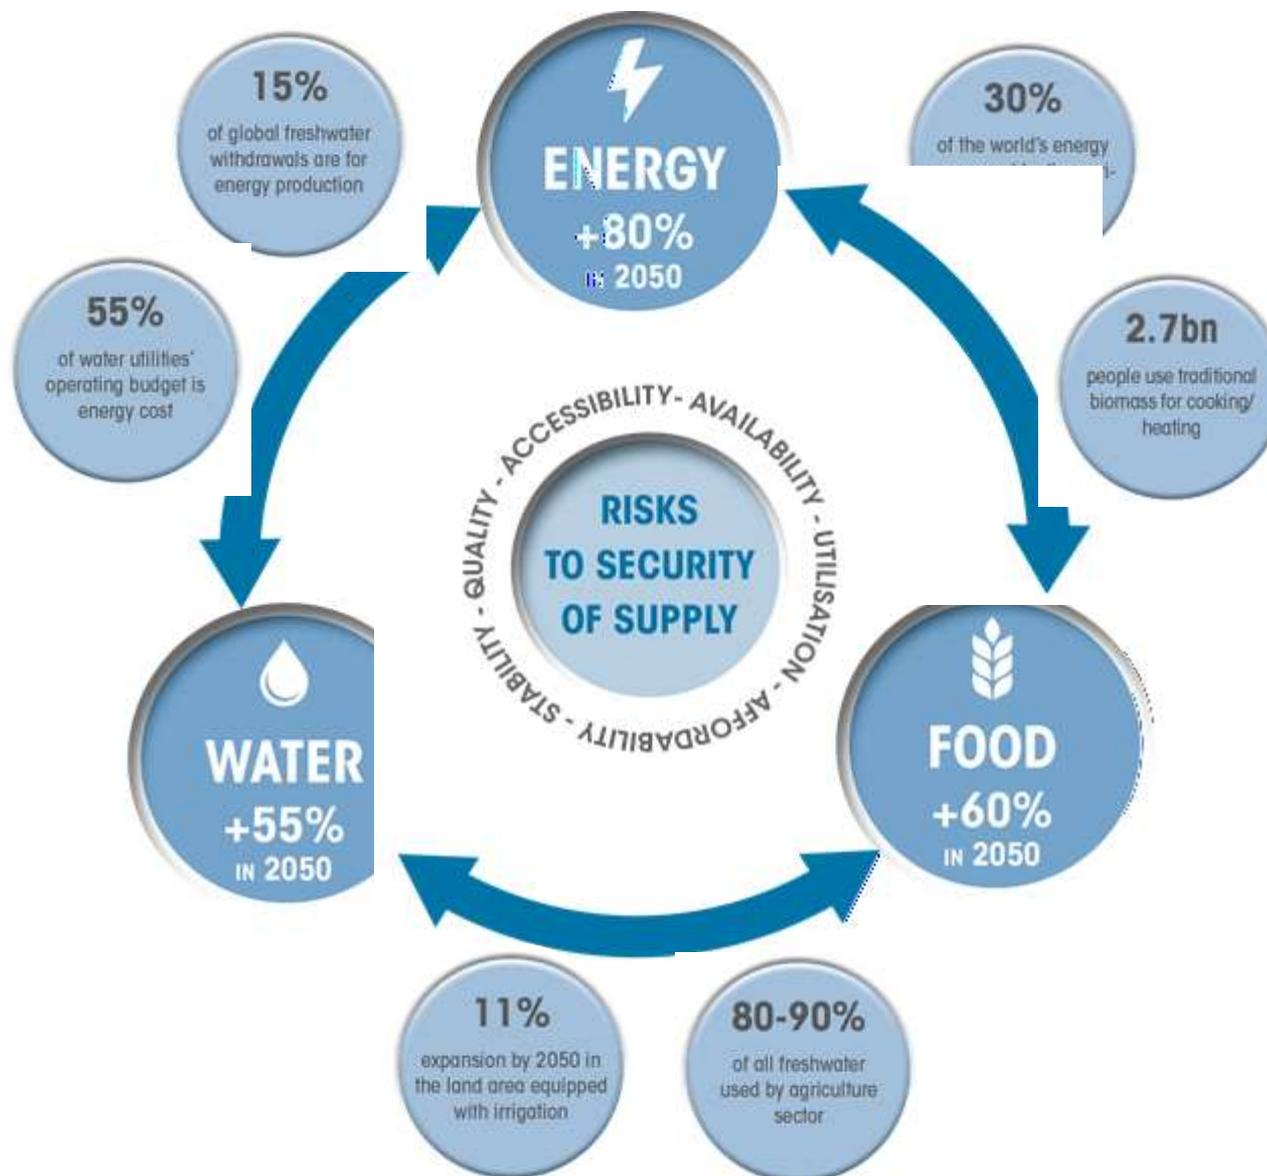 15%
of global freshwater
withdrawals are for
energy production
ENERGY
+80%
IN 2050
30%
of the world's energy
55%
of water utilities'
operating budget is
energy cost
2.7bn
people use traditional
biomass for cooking/
heating
QUALITY - ACCESSIBILITY - AVAILABILITY - UTILISATION - AFFORDABILITY - STABILITY -
RISKS
TO SECURITY
OF SUPPLY
WATER
+55%
IN 2050
FOOD
+60%
IN 2050
11%
expansion by 2050 in
the land area equipped
with irrigation
80-90%
of all freshwater
used by agriculture
sector